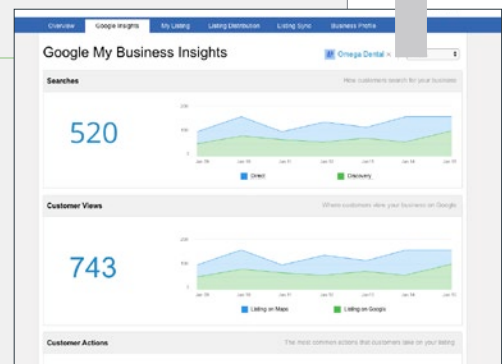 Overview Google Insights My Listing Listing Distribution Listing Sync Business Profile
Google My Business Insights
Omega Dental ×
Searches How customers search for your business
520
Direct Discovery
Customer Views Where customers view your business on Google
743
Listing on Maps Listing on Google
Customer Actions The most common actions that customers take on your listing